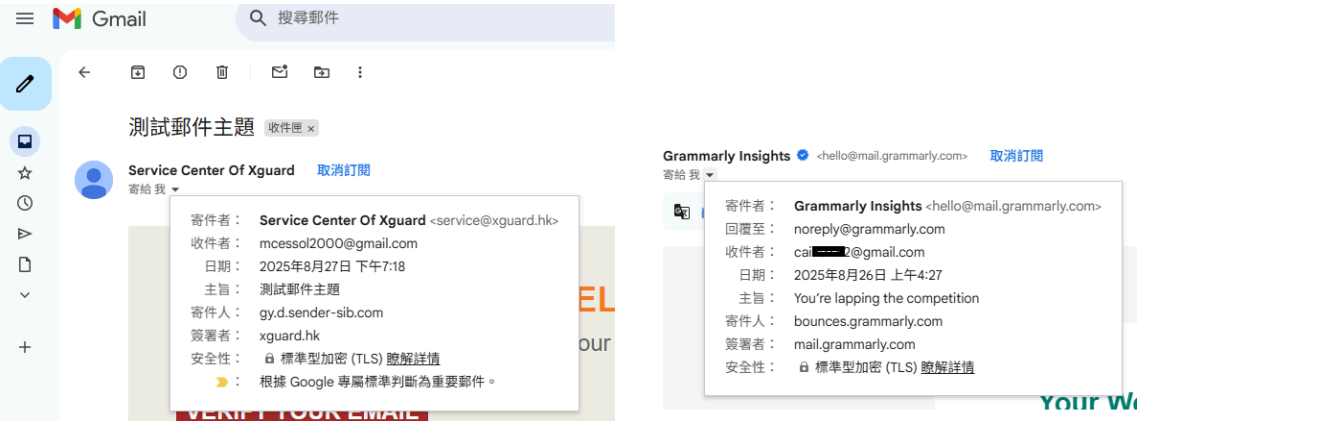 Gmail
搜尋郵件
測試郵件主題 收件匣 ×
Service Center Of Xguard 取消訂閱
寄給 我
寄件者： Service Center Of Xguard <service@xguard.hk>
收件者： mcessol2000@gmail.com
日期： 2025年8月27日 下午7:18
主旨： 測試郵件主題
寄件人： gy.d.sender-sib.com
簽署者： xguard.hk
安全性： 標準型加密 (TLS) 瞭解詳情
： 根據 Google 專屬標準判斷為重要郵件。
EL
our
VERIFY YOUR EMAIL
Grammarly Insights <hello@mail.grammarly.com> 取消訂閱
寄給 我
寄件者： Grammarly Insights <hello@mail.grammarly.com>
回覆至： noreply@grammarly.com
收件者： cai 2@gmail.com
日期： 2025年8月26日 上午4:27
主旨： You’re lapping the competition
寄件人： bounces.grammarly.com
簽署者： mail.grammarly.com
安全性： 標準型加密 (TLS) 瞭解詳情
Your We